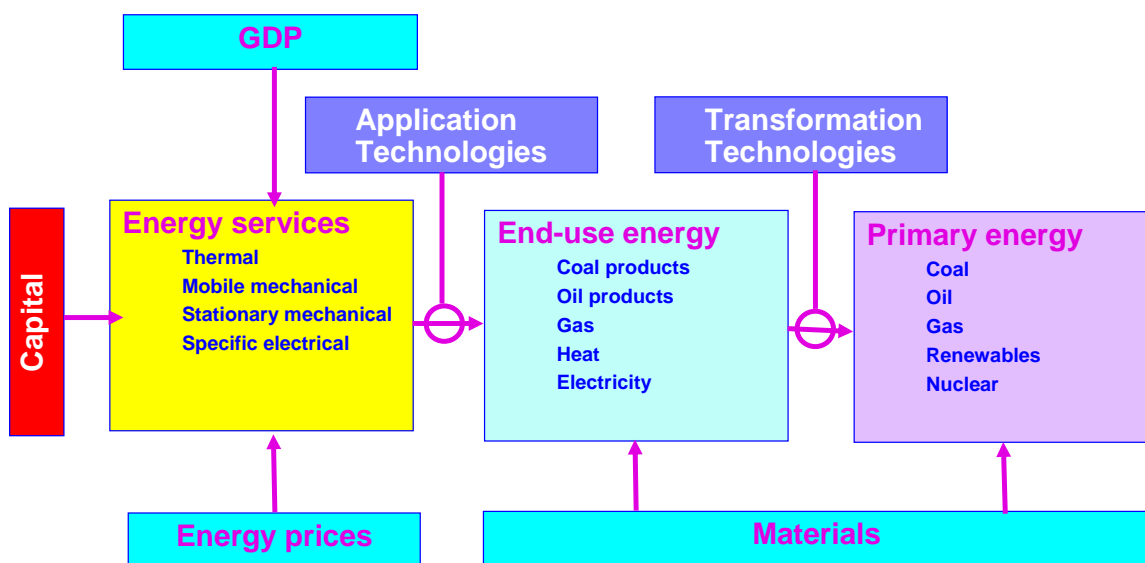 GDP
Application
Technologies
Transformation
Technologies
Capital
Energy services
Thermal
Mobile mechanical
Stationary mechanical
Specific electrical
End-use energy
Coal products
Oil products
Gas
Heat
Electricity
Primary energy
Coal
Oil
Gas
Renewables
Nuclear
Energy prices
Materials